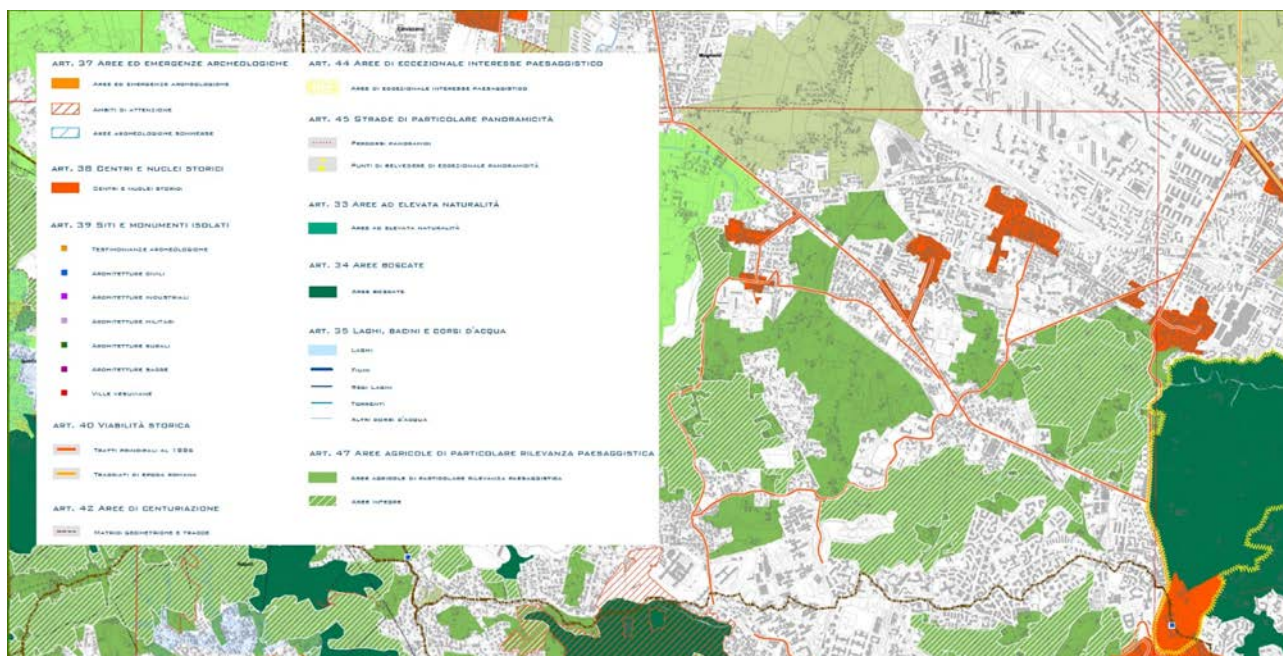 ART. 37 AREE ED EMERGENZE ARCHEOLOGICHE
AREE ED EMERGENZE ARCHEOLOGICHE
AMBITI DI ATTENZIONE
AREE ARCHEOLOGICHE SOMMERSE
ART. 38 CENTRI E NUCLEI STORICI
CENTRI E NUCLEI STORICI
ART. 39 SITI E MONUMENTI ISOLATI
TESTIMONIANZE ARCHEOLOGICHE
ARCHITETTURE CIVILI
ARCHITETTURE INDUSTRIALI
ARCHITETTURE MILITARI
ARCHITETTURE RURALI
ARCHITETTURE SACRE
VILLE VESUVIANE
ART. 40 VIABILITÀ STORICA
TRATTI PRINCIPALI AL 1886
TRACCIATI DI EPOCA ROMANA
ART. 42 AREE DI CENTURIAZIONE
MATRICI GEOMETRICHE E TRACCE
ART. 44 AREE DI ECCEZIONALE INTERESSE PAESAGGISTICO
AREE DI ECCEZIONALE INTERESSE PAESAGGISTICO
ART. 45 STRADE DI PARTICOLARE PANORAMICITÀ
PERCORSI PANORAMICI
PUNTI DI BELVEDERE DI ECCEZIONALE PANORAMICITÀ
ART. 33 AREE AD ELEVATA NATURALITÀ
AREE AD ELEVATA NATURALITÀ
ART. 34 AREE BOSCATE
AREE BOSCATE
ART. 35 LAGHI, BACINI E CORSI D'ACQUA
LAGHI
FIUMI
REGI LAGNI
TORRENTI
ALTRI CORSI D'ACQUA
ART. 47 AREE AGRICOLE DI PARTICOLARE RILEVANZA PAESAGGISTICA
AREE AGRICOLE DI PARTICOLARE RILEVANZA PAESAGGISTICA
AREE INTEGRE